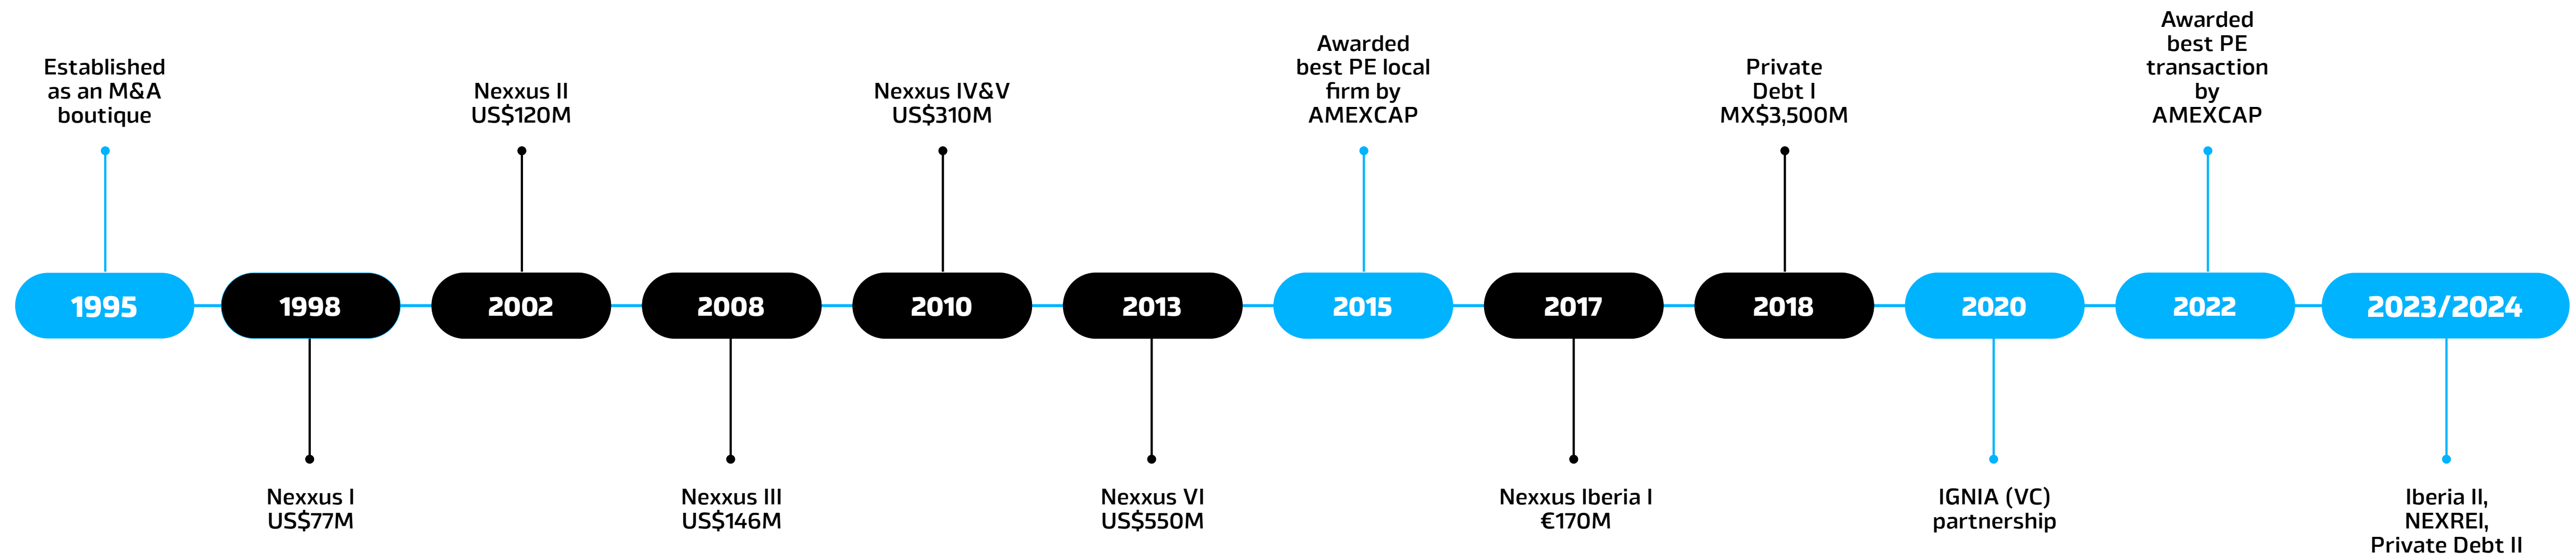 Established
as an M&A
boutique
1995
1998
Nexxus I
US$77M
Nexxus II
US$120M
2002
2008
Nexxus III
US$146M
Nexxus IV&V
US$310M
2010
2013
Nexxus VI
US$550M
Awarded
best PE local
firm by
AMEXCAP
2015
2017
Nexxus Iberia I
€170M
Private
Debt I
MX$3,500M
2018
2020
IGNIA (VC)
partnership
Awarded
best PE
transaction
by
AMEXCAP
2022
2023/2024
Iberia II,
NEXREI,
Private Debt II